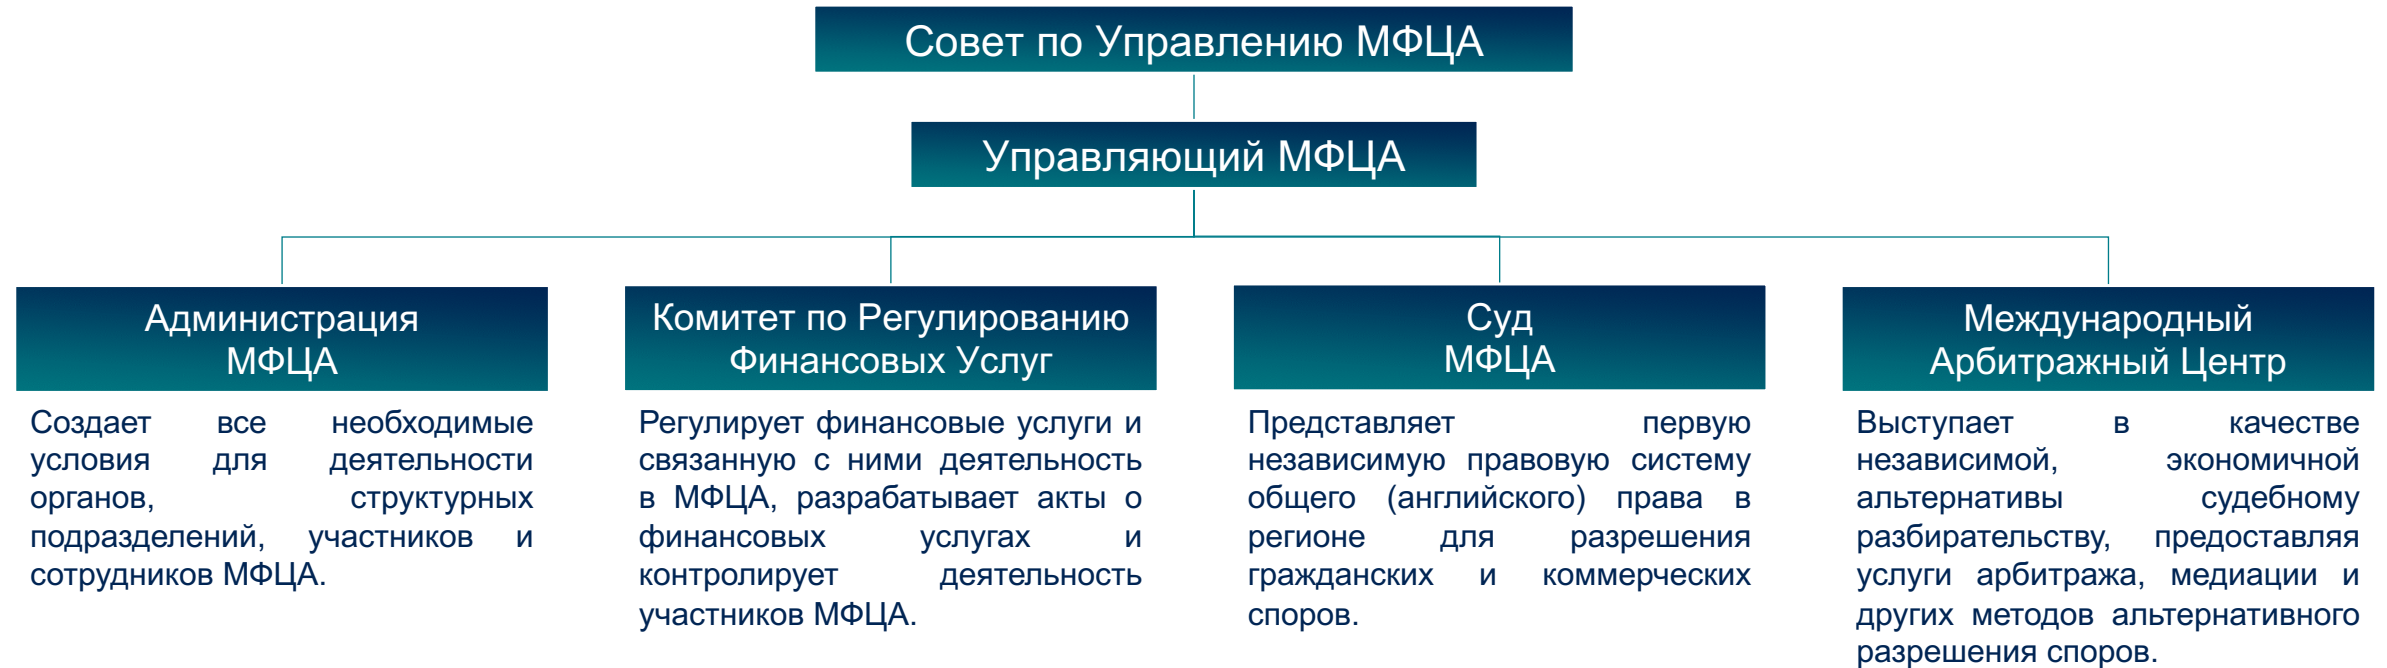 Совет по Управлению МФЦА
Управляющий МФЦА
Администрация
МФЦА
Создает все необходимые
условия для деятельности
органов, структурных
подразделений, участников и
сотрудников МФЦА.
Комитет по Регулированию
Финансовых Услуг
Регулирует финансовые услуги и
связанную с ними деятельность
в МФЦА, разрабатывает акты о
финансовых услугах и
контролирует деятельность
участников МФЦА.
Суд
МФЦА
Представляет первую
независимую правовую систему
общего (английского) права в
регионе для разрешения
гражданских и коммерческих
споров.
Международный
Арбитражный Центр
Выступает в качестве
независимой, экономичной
альтернативы судебному
разбирательству, предоставляя
услуги арбитража, медиации и
других методов альтернативного
разрешения споров.